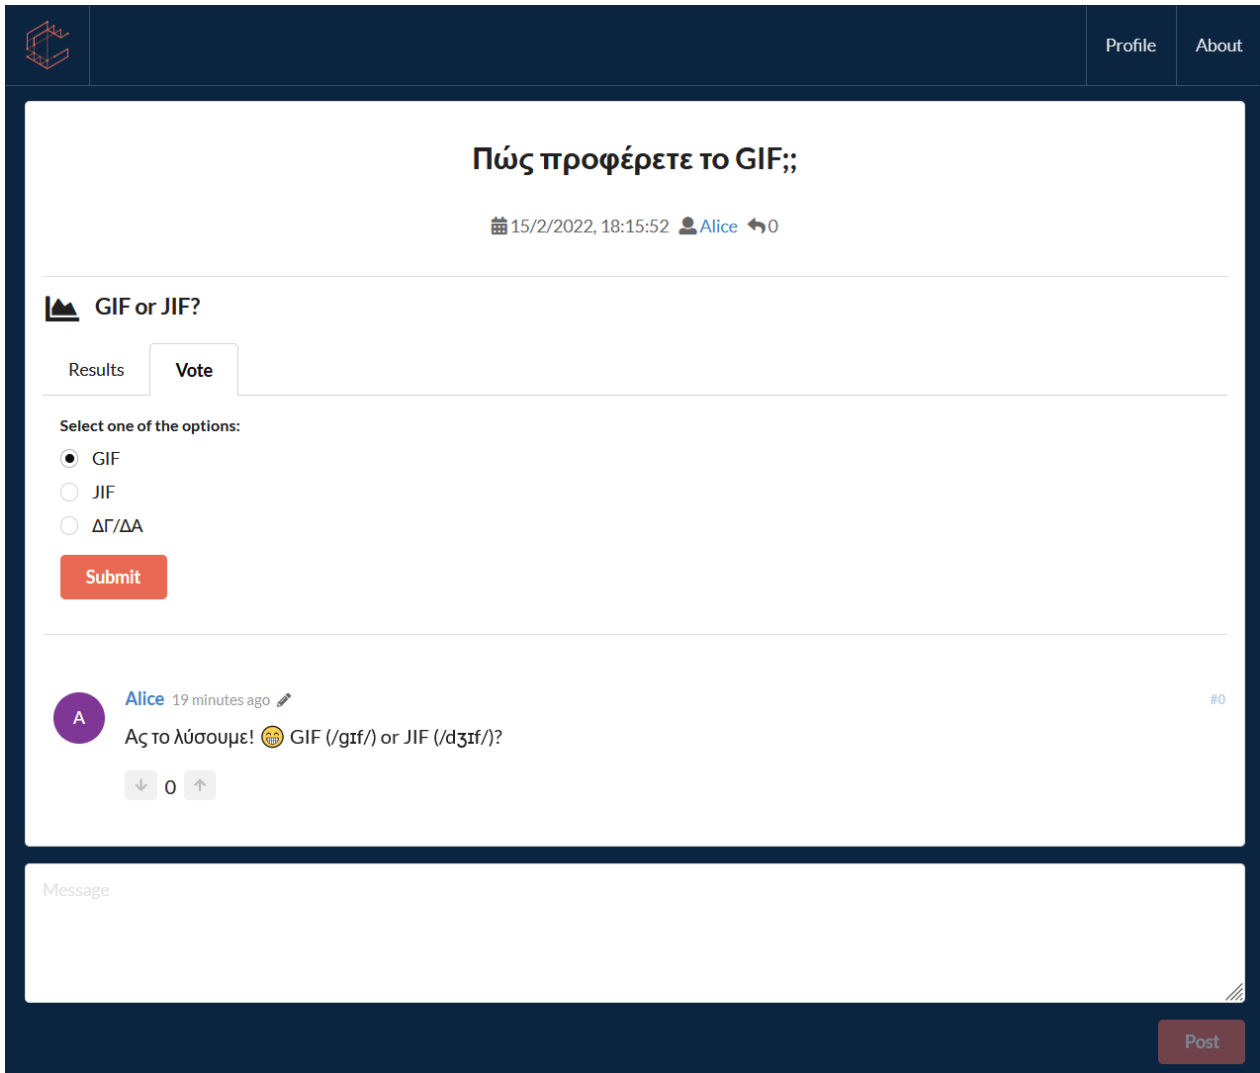 Profile About
Πώς προφέρετε το GIF;;
15/2/2022, 18:15:52 Alice 0
GIF or JIF?
Results Vote
Select one of the options:
GIF
JIF
ΔΓ/ΔΑ
Submit
Alice 19 minutes ago #0
A
Ας το λύσουμε! 😁 GIF (/ɡɪf/) or JIF (/dʒɪf/)?
0
Message
Post